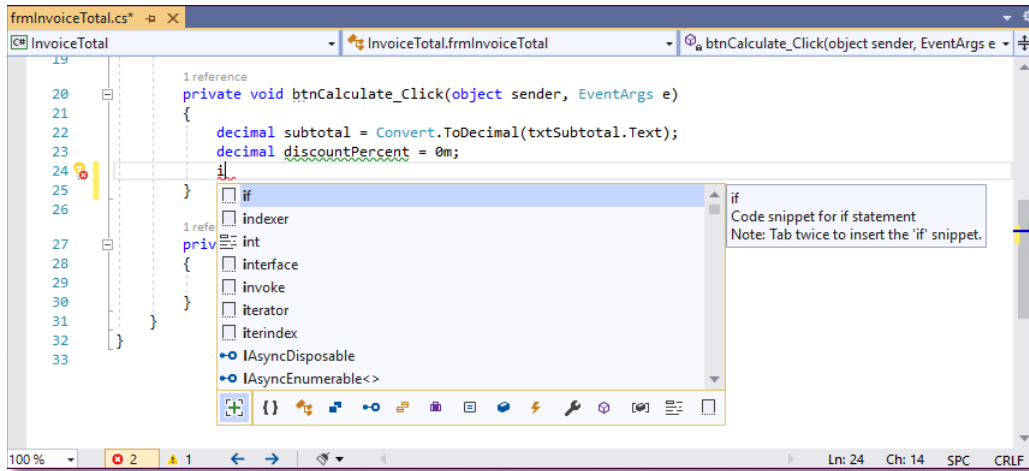 frmInvoiceTotal.cs*
C# InvoiceTotal InvoiceTotal.frmInvoiceTotal btnCalculate_Click(object sender, EventArgs e
19
1 reference
20 private void btnCalculate_Click(object sender, EventArgs e)
21 {
22 decimal subtotal = Convert.ToDecimal(txtSubtotal.Text);
23 decimal discountPercent = 0m;
24 i
25 }
26
1 refe
27 priv
28 {
29
30 }
31 }
32 }
33
if
indexer
int
interface
invoke
iterator
iterindex
IAsyncDisposable
IAsyncEnumerable<>
if
Code snippet for if statement
Note: Tab twice to insert the 'if' snippet.
100 % 2 1 Ln: 24 Ch: 14 SPC CRLF